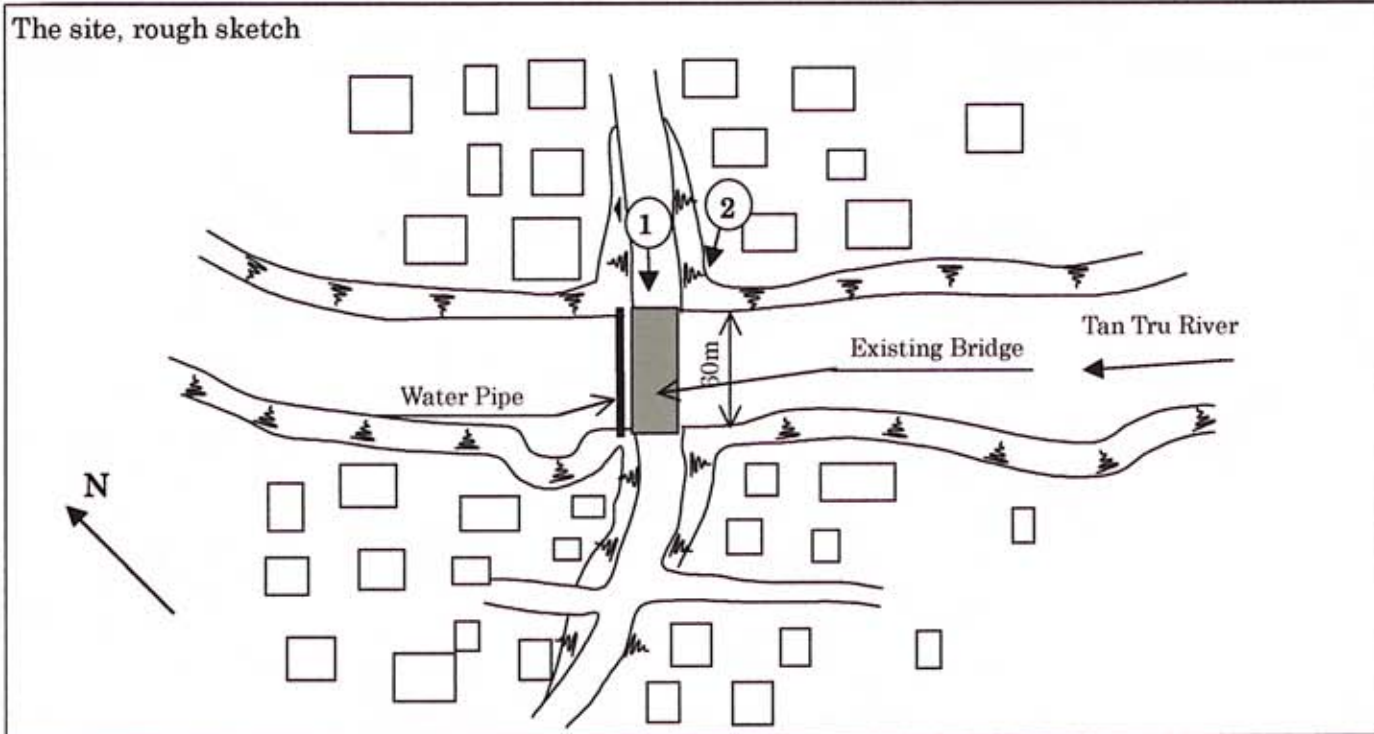 The site, rough sketch
1
2
Tan Tru River
Existing Bridge
60m
Water Pipe
N